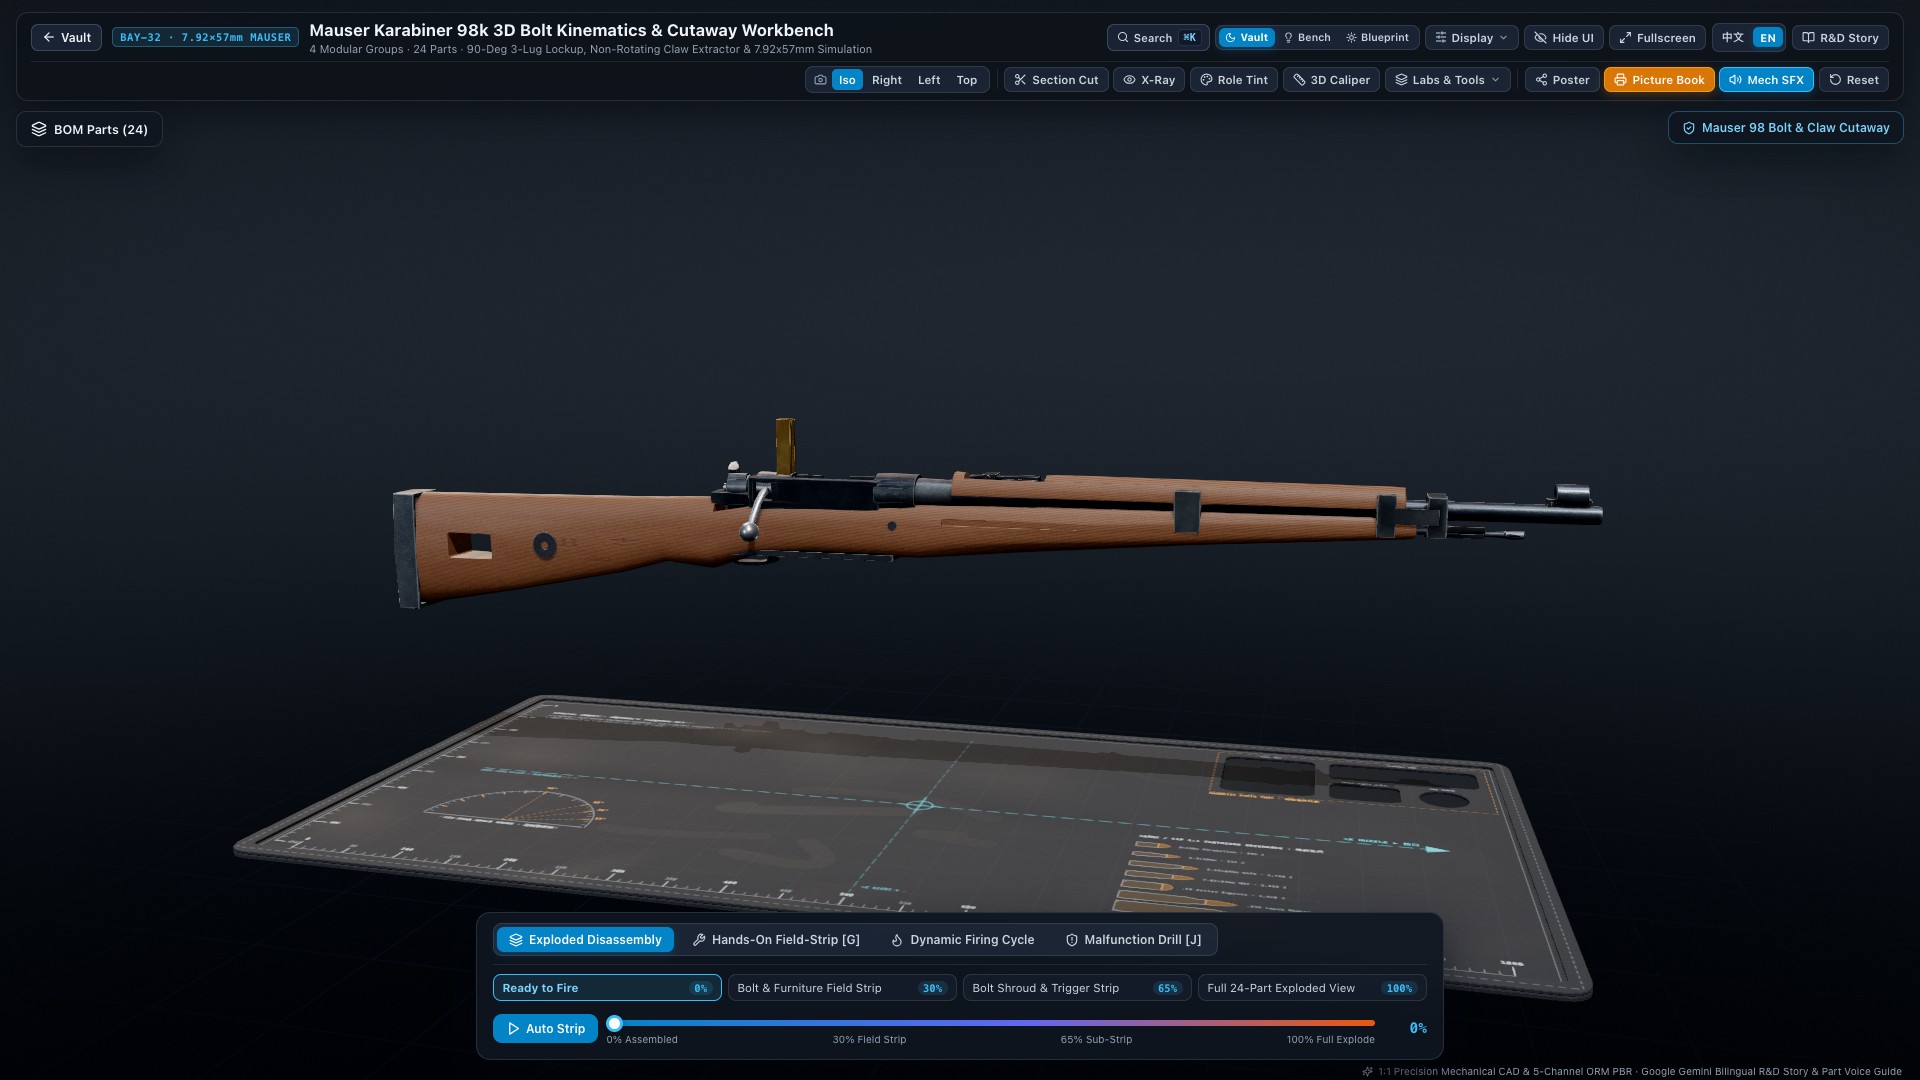 Vault
BAY-32 · 7.92×57mm MAUSER
Mauser Karabiner 98k 3D Bolt Kinematics & Cutaway Workbench
4 Modular Groups · 24 Parts · 90-Deg 3-Lug Lockup, Non-Rotating Claw Extractor & 7.92x57mm Simulation
Search ⌘K
Vault
Bench
Blueprint
Display
Hide UI
Fullscreen
中文
EN
R&D Story
Iso
Right
Left
Top
Section Cut
X-Ray
Role Tint
3D Caliper
Labs & Tools
Poster
Picture Book
Mech SFX
Reset
BOM Parts (24)
Mauser 98 Bolt & Claw Cutaway
Exploded Disassembly
Hands-On Field-Strip [G]
Dynamic Firing Cycle
Malfunction Drill [J]
Ready to Fire 0%
Bolt & Furniture Field Strip 30%
Bolt Shroud & Trigger Strip 65%
Full 24-Part Exploded View 100%
Auto Strip
0%
0% Assembled
30% Field Strip
65% Sub-Strip
100% Full Explode
1:1 Precision Mechanical CAD & 5-Channel ORM PBR · Google Gemini Bilingual R&D Story & Part Voice Guide